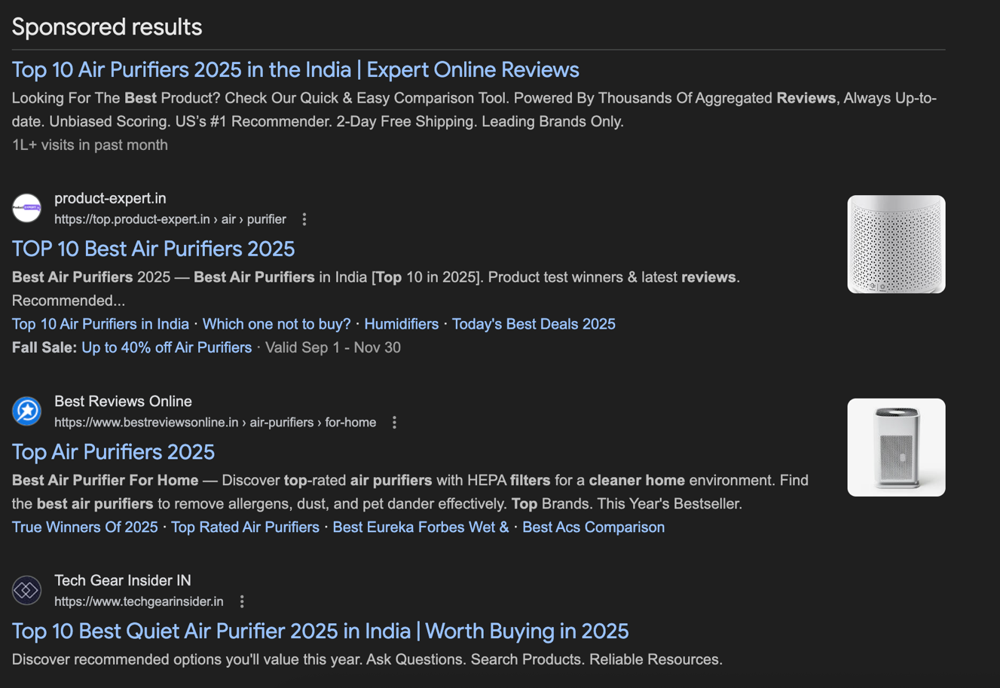 Sponsored results
Top 10 Air Purifiers 2025 in the India | Expert Online Reviews
Looking For The Best Product? Check Our Quick & Easy Comparison Tool. Powered By Thousands Of Aggregated Reviews, Always Up-to-
date. Unbiased Scoring. US's #1 Recommender. 2-Day Free Shipping. Leading Brands Only.
1L+ visits in past month
product-expert.in
https://top.product-expert.in › air › purifier
TOP 10 Best Air Purifiers 2025
Best Air Purifiers 2025 — Best Air Purifiers in India [Top 10 in 2025]. Product test winners & latest reviews.
Recommended...
Top 10 Air Purifiers in India · Which one not to buy? · Humidifiers · Today's Best Deals 2025
Fall Sale: Up to 40% off Air Purifiers · Valid Sep 1 - Nov 30
Best Reviews Online
https://www.bestreviewsonline.in › air-purifiers › for-home
Top Air Purifiers 2025
Best Air Purifier For Home — Discover top-rated air purifiers with HEPA filters for a cleaner home environment. Find
the best air purifiers to remove allergens, dust, and pet dander effectively. Top Brands. This Year's Bestseller.
True Winners Of 2025 · Top Rated Air Purifiers · Best Eureka Forbes Wet & · Best Acs Comparison
Tech Gear Insider IN
https://www.techgearinsider.in
Top 10 Best Quiet Air Purifier 2025 in India | Worth Buying in 2025
Discover recommended options you'll value this year. Ask Questions. Search Products. Reliable Resources.